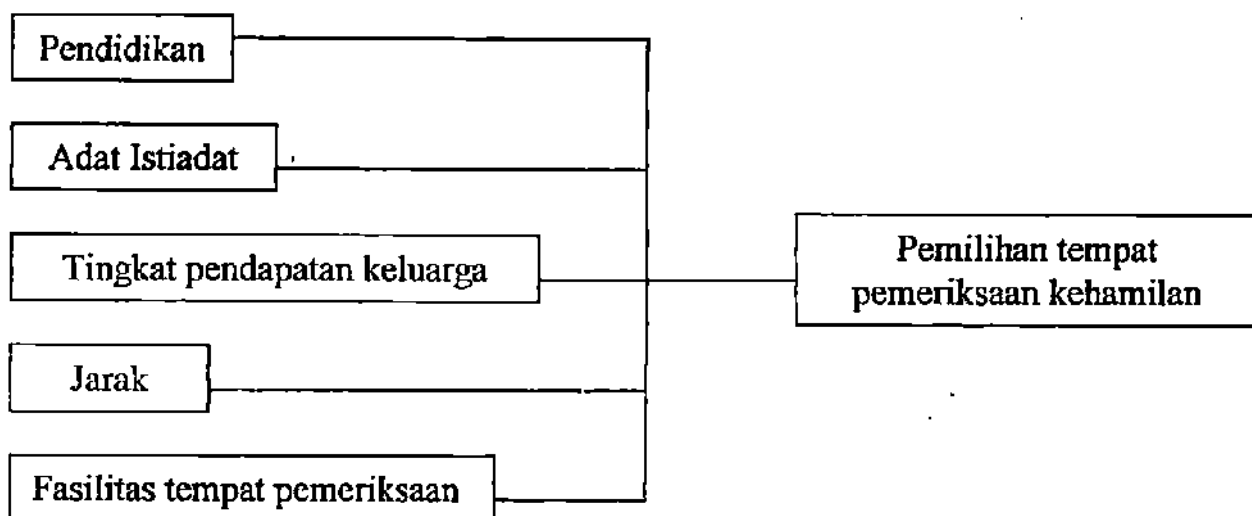 Pendidikan
Adat Istiadat
Tingkat pendapatan keluarga
Jarak
Fasilitas tempat pemeriksaan
Pemilihan tempat
pemeriksaan kehamilan